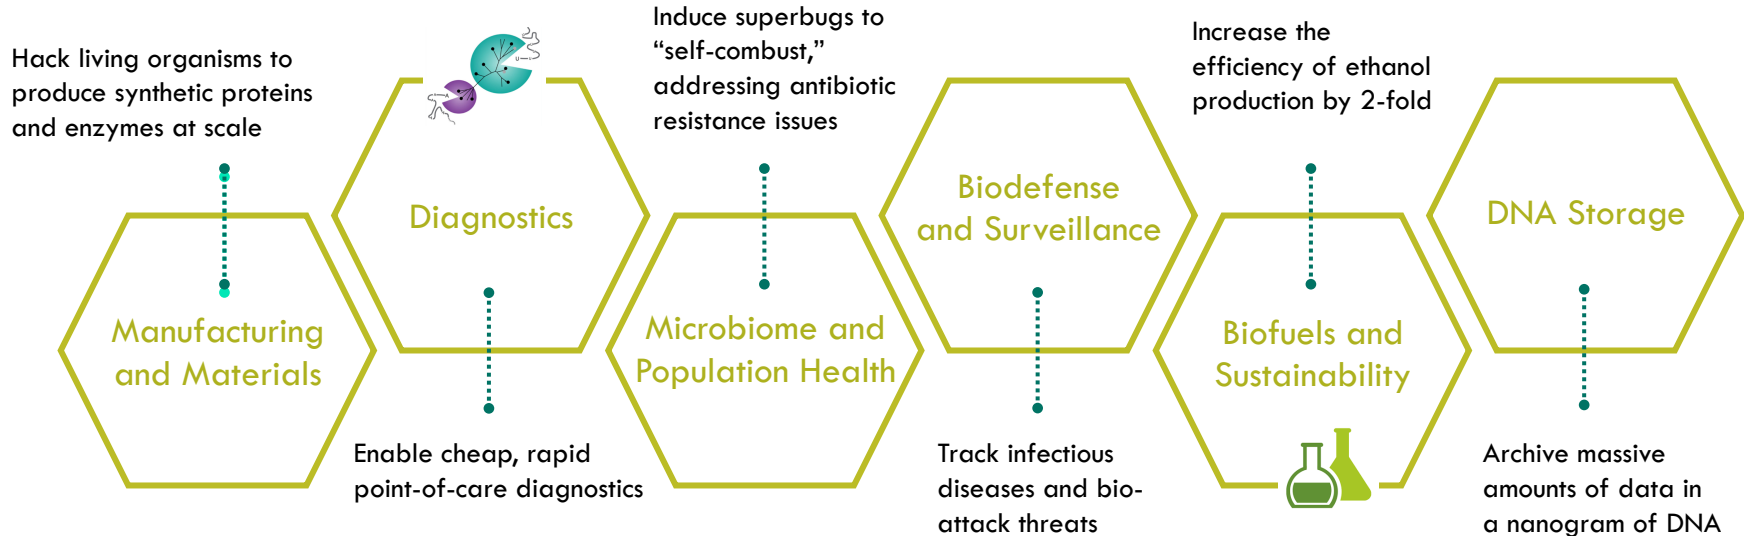 Hack living organisms to
produce synthetic proteins
and enzymes at scale
Manufacturing
and Materials
Diagnostics
Enable cheap, rapid
point-of-care diagnostics
Induce superbugs to
“self-combust,”
addressing antibiotic
resistance issues
Microbiome and
Population Health
Biodefense
and Surveillance
Track infectious
diseases and bio-
attack threats
Increase the
efficiency of ethanol
production by 2-fold
Biofuels and
Sustainability
DNA Storage
Archive massive
amounts of data in
a nanogram of DNA